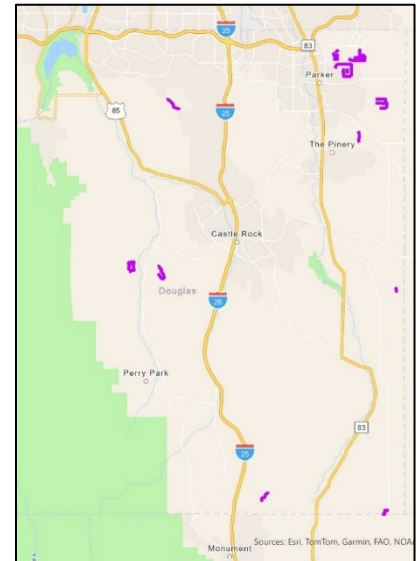 25
83
Parker
85
25
The Pinery
Castle Rock
Douglas
25
Perry Park
83
25
Sources: Esri, TomTom, Garmin, FAO, NOA
Monument